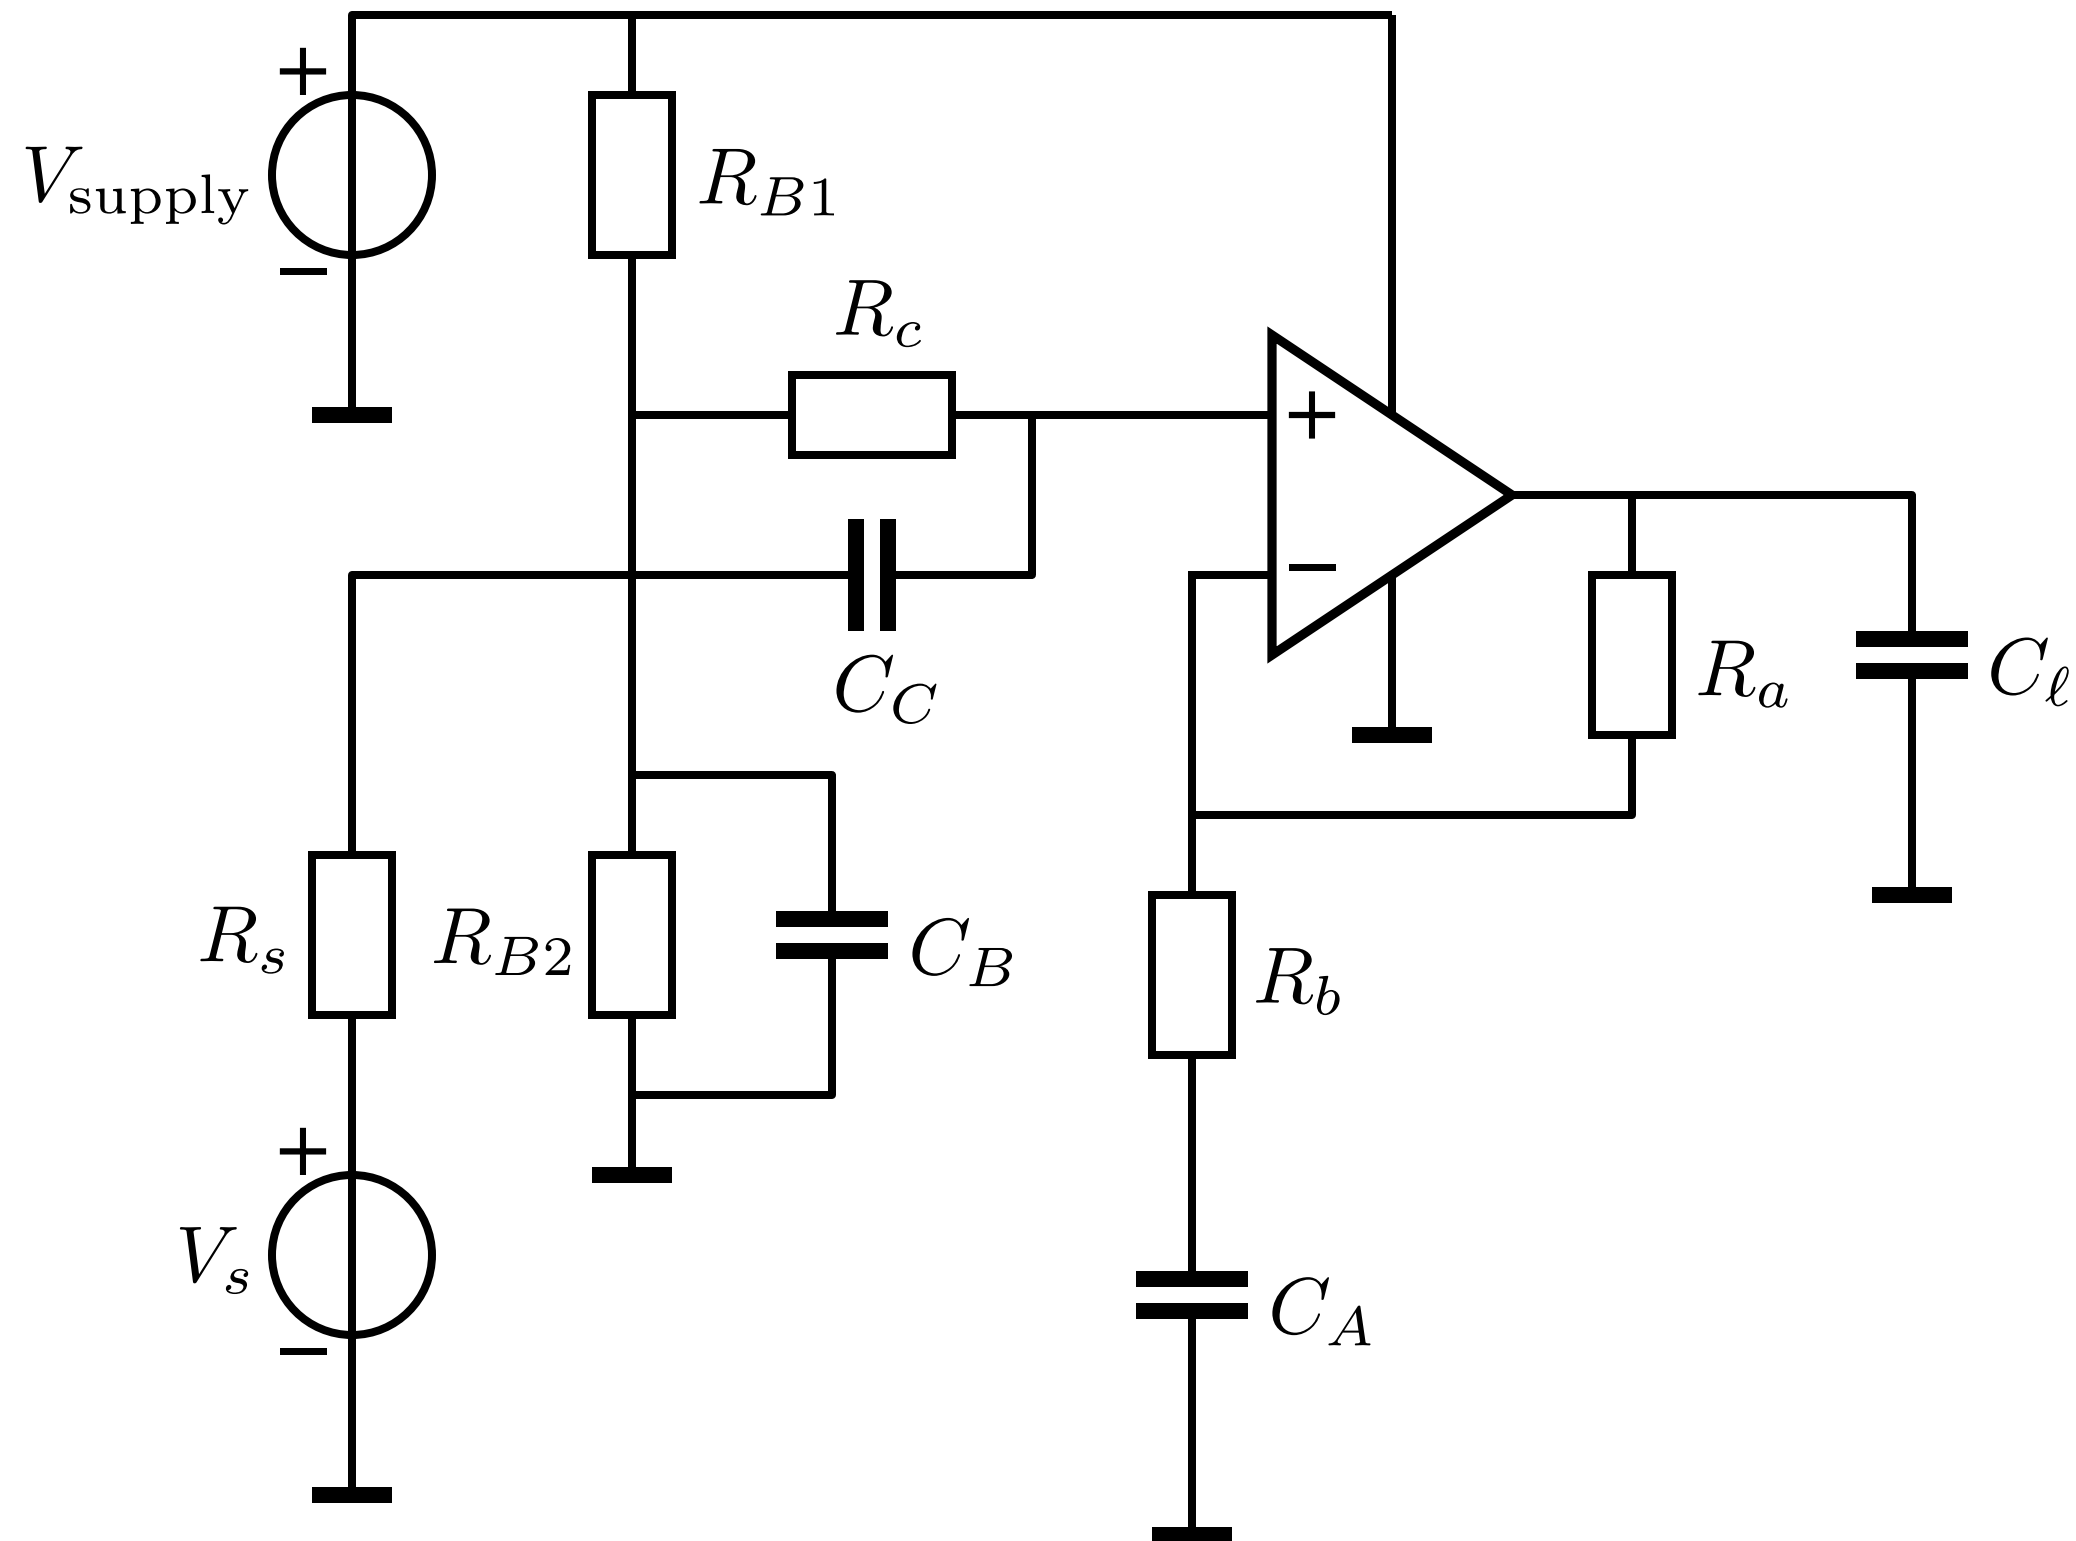 +
V_supply
−
R_B1
R_c
+
−
C_C
R_a
C_ℓ
R_s
R_B2
C_B
R_b
+
V_s
−
C_A